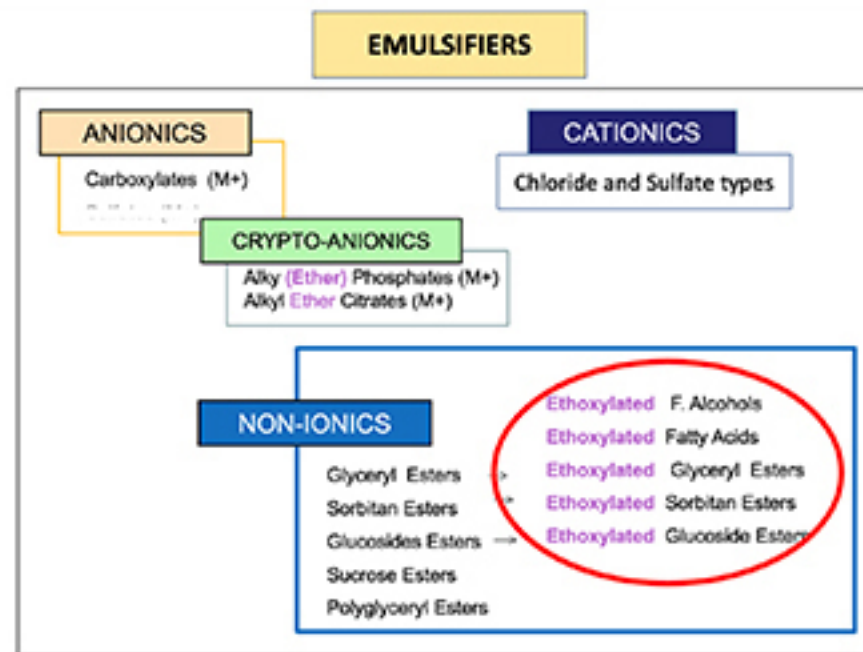 EMULSIFIERS
ANIONICS
Carboxylates (M+)
CATIONICS
Chloride and Sulfate types
CRYPTO-ANIONICS
Alky (Ether) Phosphates (M+)
Alkyl Ether Citrates (M+)
NON-IONICS
Glyceryl Esters →
Sorbitan Esters →
Glucosides Esters →
Sucrose Esters
Polyglyceryl Esters
Ethoxylated F. Alcohols
Ethoxylated Fatty Acids
Ethoxylated Glyceryl Esters
Ethoxylated Sorbitan Esters
Ethoxylated Glucoside Esters